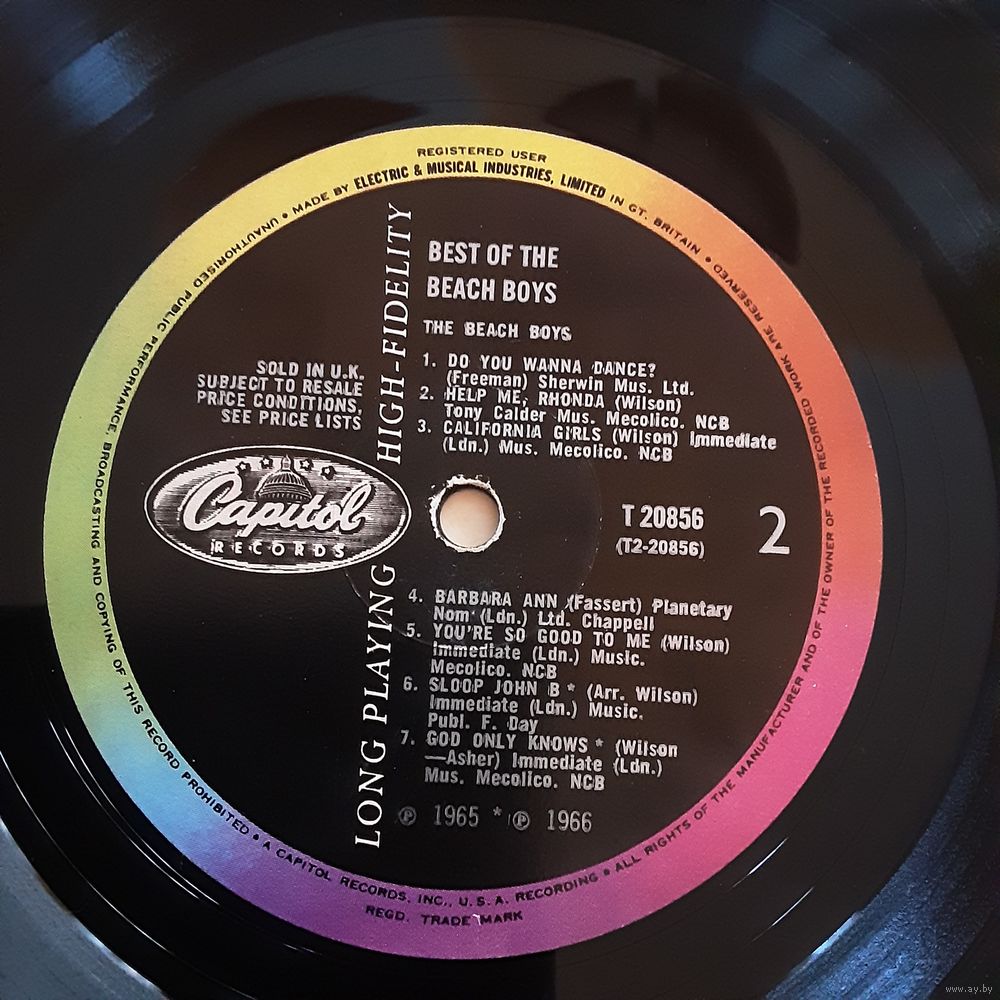 REGISTERED USER
UNAUTHORISED PUBLIC PERFORMANCE, BROADCASTING AND COPYING OF THIS RECORD PROHIBITED • A CAPITOL RECORDS, INC., U.S.A. RECORDING • ALL RIGHTS OF THE MANUFACTURER AND OF THE OWNER OF THE RECORDED WORK ARE RESERVED • MADE BY ELECTRIC & MUSICAL INDUSTRIES, LIMITED IN GT. BRITAIN •
REGD. TRADE MARK
LONG PLAYING HIGH-FIDELITY
BEST OF THE
BEACH BOYS
THE BEACH BOYS
SOLD IN U.K.
SUBJECT TO RESALE
PRICE CONDITIONS,
SEE PRICE LISTS
1. DO YOU WANNA DANCE?
(Freeman) Sherwin Mus. Ltd.
2. HELP ME, RHONDA (Wilson)
Tony Calder Mus. Mecolico. NCB
3. CALIFORNIA GIRLS (Wilson) Immediate
(Ldn.) Mus. Mecolico. NCB
Capitol
RECORDS
T 20856
(T2-20856)
2
4. BARBARA ANN (Fassert) Planetary
Nom (Ldn.) Ltd. Chappell
5. YOU'RE SO GOOD TO ME (Wilson)
Immediate (Ldn.) Music.
Mecolico. NCB
6. SLOOP JOHN B * (Arr. Wilson)
Immediate (Ldn.) Music.
Publ. F. Day
7. GOD ONLY KNOWS * (Wilson
—Asher) Immediate (Ldn.)
Mus. Mecolico. NCB
℗ 1965 * ℗ 1966
www.ay.by